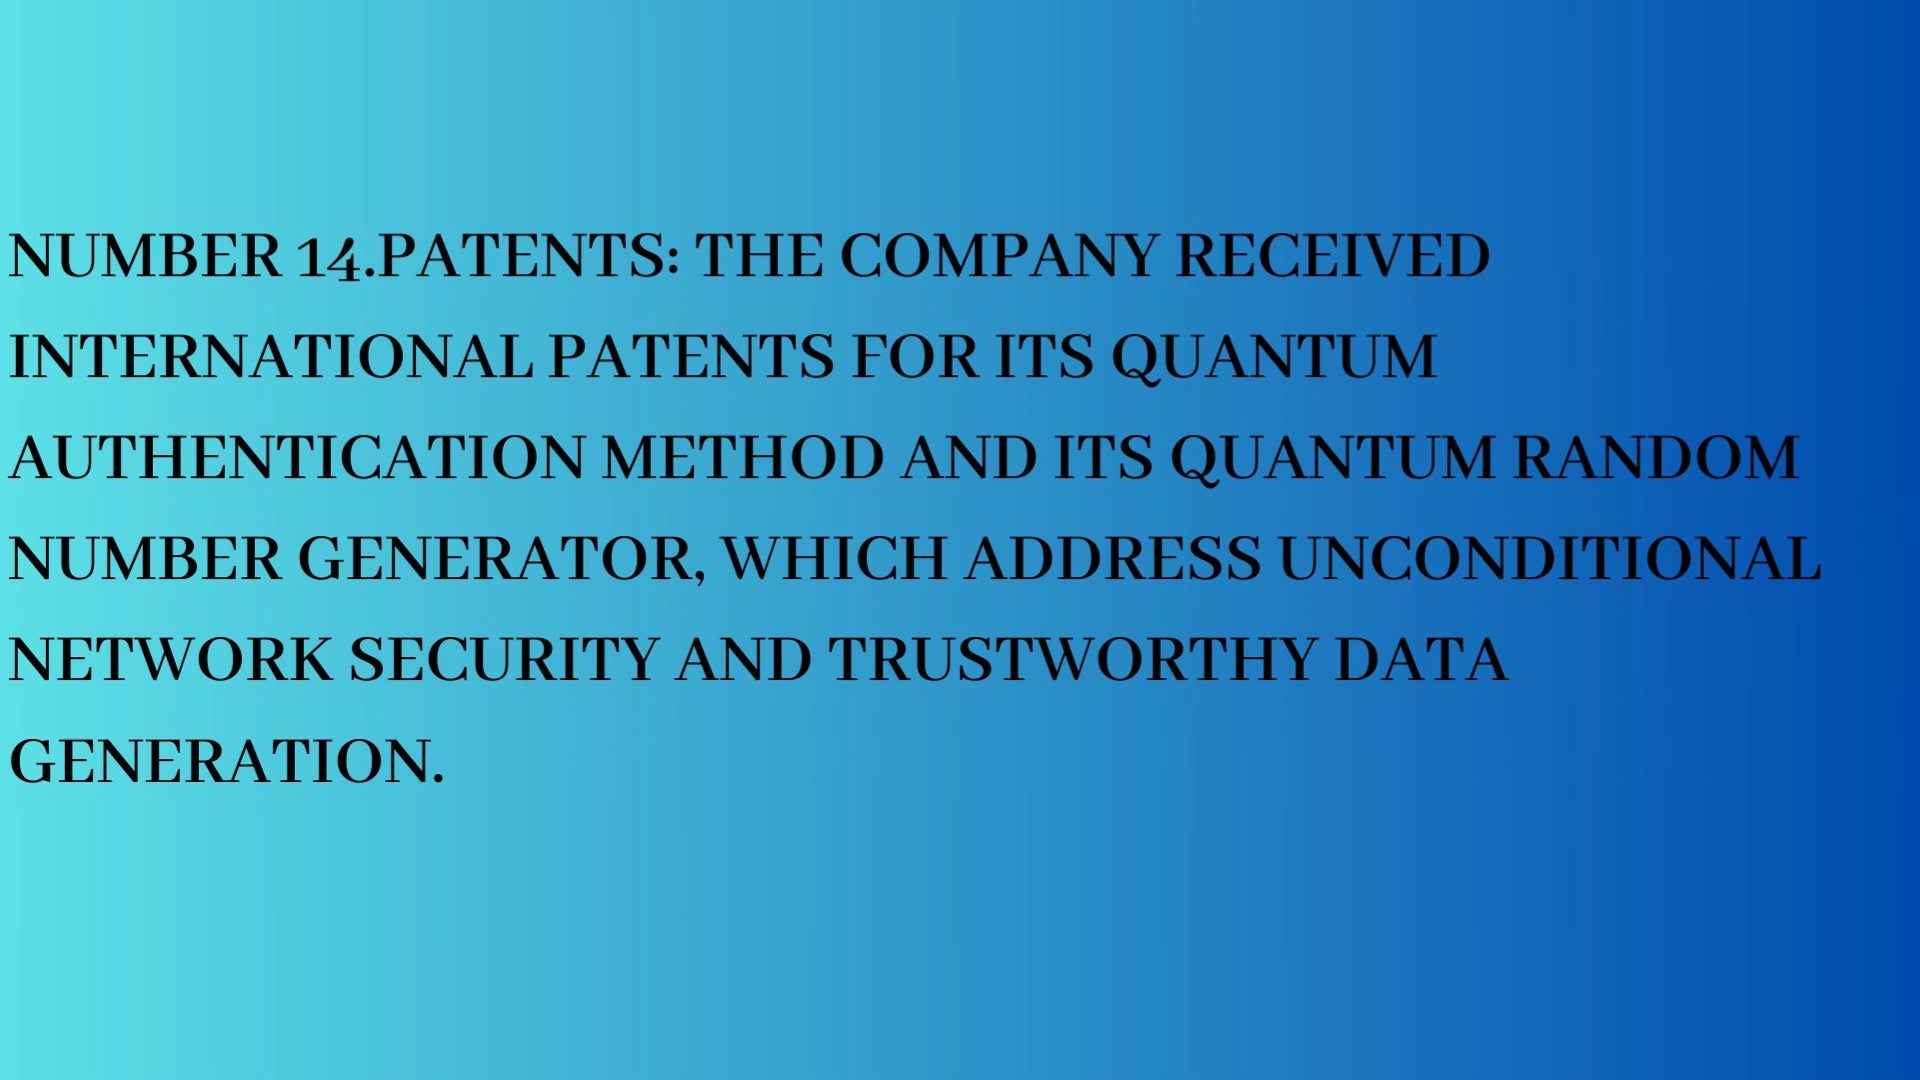 NUMBER 14.PATENTS: THE COMPANY RECEIVED
INTERNATIONAL PATENTS FOR ITS QUANTUM
AUTHENTICATION METHOD AND ITS QUANTUM RANDOM
NUMBER GENERATOR, WHICH ADDRESS UNCONDITIONAL
NETWORK SECURITY AND TRUSTWORTHY DATA
GENERATION.